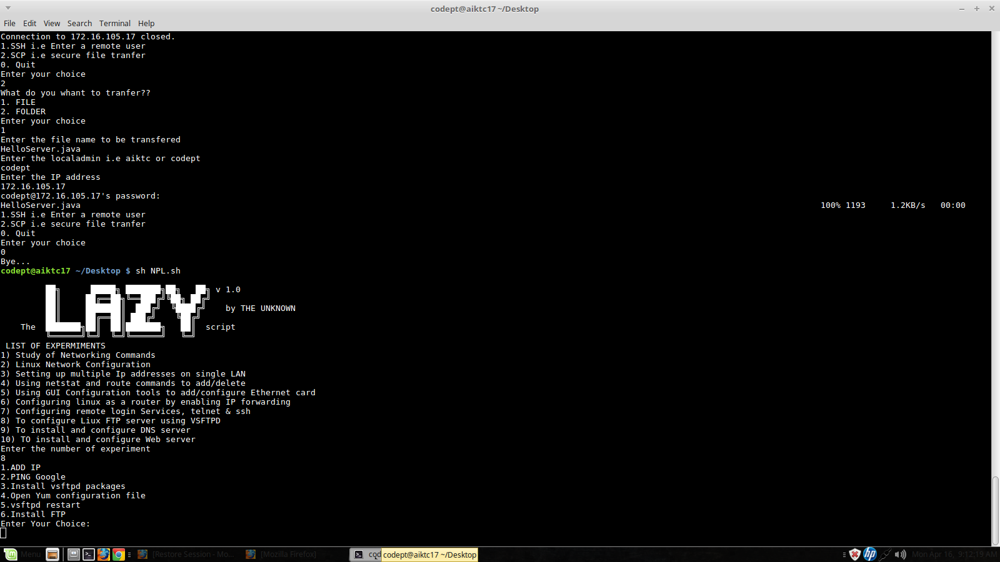 codept@aiktc17 ~/Desktop
File Edit View Search Terminal Help
Connection to 172.16.105.17 closed.
1.SSH i.e Enter a remote user
2.SCP i.e secure file tranfer
0. Quit
Enter your choice
2
What do you whant to tranfer??
1. FILE
2. FOLDER
Enter your choice
1
Enter the file name to be transfered
HelloServer.java
Enter the localadmin i.e aiktc or codept
codept
Enter the IP address
172.16.105.17
codept@172.16.105.17's password:
HelloServer.java 100% 1193 1.2KB/s 00:00
1.SSH i.e Enter a remote user
2.SCP i.e secure file tranfer
0. Quit
Enter your choice
0
Bye...
codept@aiktc17 ~/Desktop $ sh NPL.sh
LAZY v 1.0
by THE UNKNOWN
The script
LIST OF EXPERMIMENTS
1) Study of Networking Commands
2) Linux Network Configuration
3) Setting up multiple Ip addresses on single LAN
4) Using netstat and route commands to add/delete
5) Using GUI Configuration tools to add/configure Ethernet card
6) Configuring linux as a router by enabling IP forwarding
7) Configuring remote login Services, telnet & ssh
8) To configure Liux FTP server using VSFTPD
9) To install and configure DNS server
10) TO install and configure Web server
Enter the number of experiment
8
1.ADD IP
2.PING Google
3.Install vsftpd packages
4.Open Yum configuration file
5.vsftpd restart
6.Install FTP
Enter Your Choice:
Menu [Restore Session - Mo... [Mozilla Firefox] cod codept@aiktc17 ~/Desktop hp Mon Apr 16, 9:12:19 AM